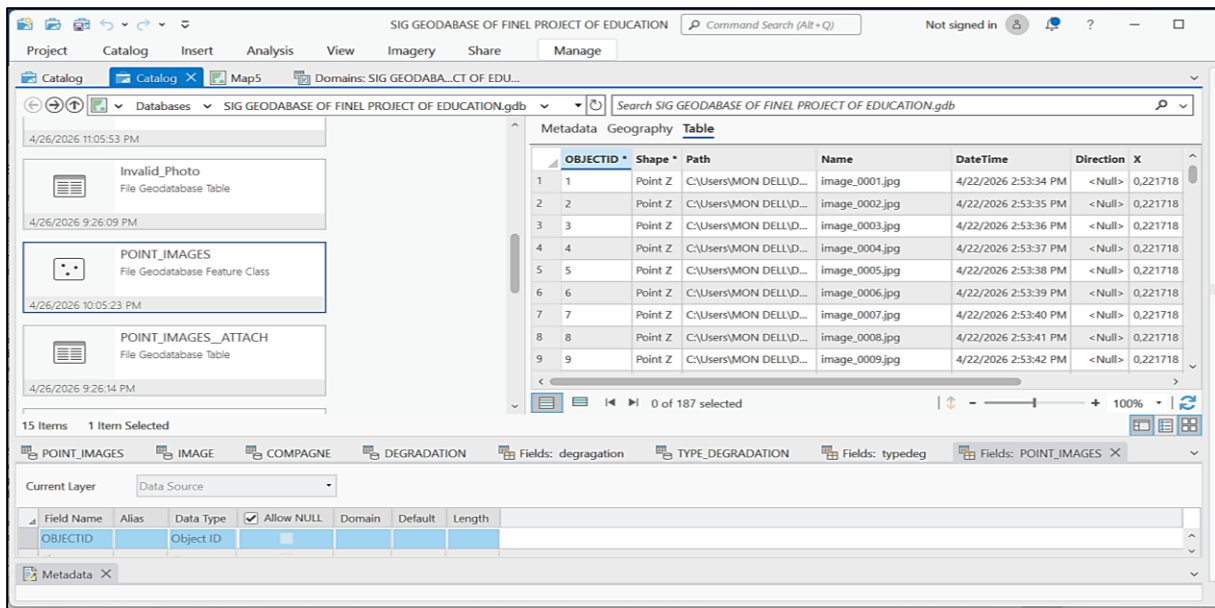 SIG GEODABASE OF FINEL PROJECT OF EDUCATION Command Search (Alt+Q) Not signed in ?
Project Catalog Insert Analysis View Imagery Share Manage
Catalog Catalog Map5 Domains: SIG GEODABA...CT OF EDU...
Databases SIG GEODABASE OF FINEL PROJECT OF EDUCATION.gdb Search SIG GEODABASE OF FINEL PROJECT OF EDUCATION.gdb
4/26/2026 11:05:53 PM
Invalid_Photo
File Geodatabase Table
4/26/2026 9:26:09 PM
POINT_IMAGES
File Geodatabase Feature Class
4/26/2026 10:05:23 PM
POINT_IMAGES__ATTACH
File Geodatabase Table
4/26/2026 9:26:14 PM
Metadata Geography Table
OBJECTID * Shape * Path Name DateTime Direction X
1 1 Point Z C:\Users\MON DELL\D... image_0001.jpg 4/22/2026 2:53:34 PM <Null> 0,221718
2 2 Point Z C:\Users\MON DELL\D... image_0002.jpg 4/22/2026 2:53:35 PM <Null> 0,221718
3 3 Point Z C:\Users\MON DELL\D... image_0003.jpg 4/22/2026 2:53:36 PM <Null> 0,221718
4 4 Point Z C:\Users\MON DELL\D... image_0004.jpg 4/22/2026 2:53:37 PM <Null> 0,221718
5 5 Point Z C:\Users\MON DELL\D... image_0005.jpg 4/22/2026 2:53:38 PM <Null> 0,221718
6 6 Point Z C:\Users\MON DELL\D... image_0006.jpg 4/22/2026 2:53:39 PM <Null> 0,221718
7 7 Point Z C:\Users\MON DELL\D... image_0007.jpg 4/22/2026 2:53:40 PM <Null> 0,221718
8 8 Point Z C:\Users\MON DELL\D... image_0008.jpg 4/22/2026 2:53:41 PM <Null> 0,221718
9 9 Point Z C:\Users\MON DELL\D... image_0009.jpg 4/22/2026 2:53:42 PM <Null> 0,221718
0 of 187 selected - + 100%
15 Items 1 Item Selected
POINT_IMAGES IMAGE COMPAGNE DEGRADATION Fields: degragation TYPE_DEGRADATION Fields: typedeg Fields: POINT_IMAGES
Current Layer Data Source
Field Name Alias Data Type Allow NULL Domain Default Length
OBJECTID Object ID
Metadata